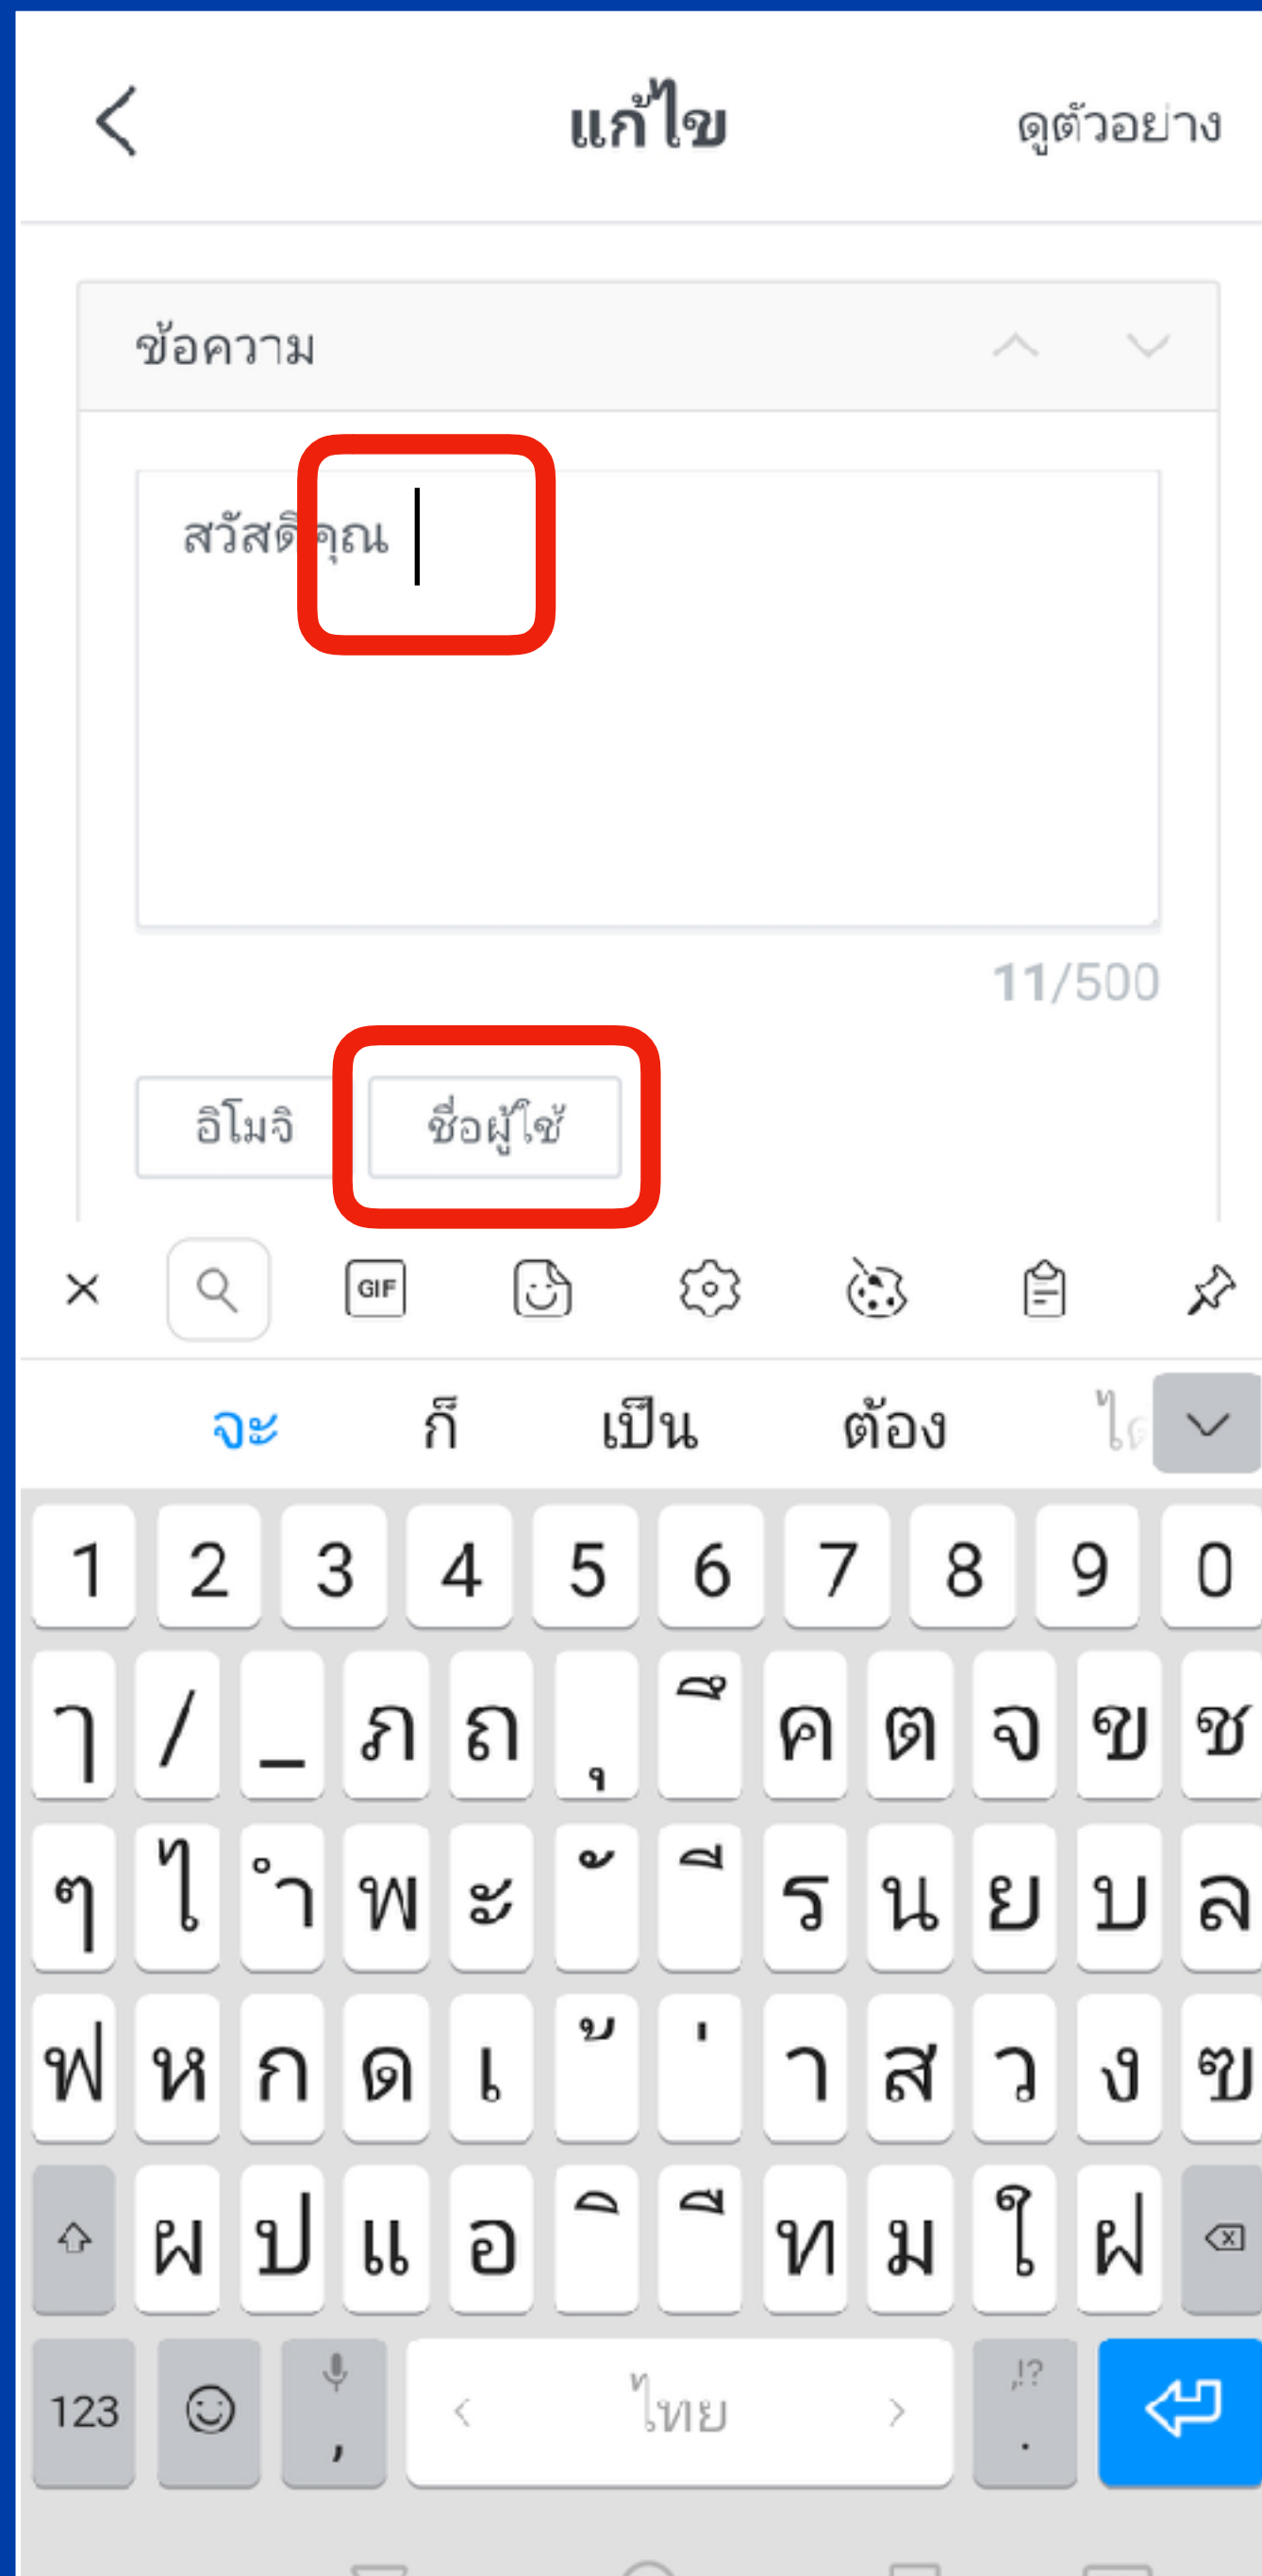 แก้ไข ดูตัวอย่าง
ข้อความ
สวัสดีคุณ
11/500
อิโมจิ ชื่อผู้ใช้
GIF
จะ ก็ เป็น ต้อง
1 2 3 4 5 6 7 8 9 0
ๅ / _ ภ ถ ุ ึ ค ต จ ข ช
ๆ ไ ำ พ ะ ั ี ร น ย บ ล
ฟ ห ก ด เ ้ ่ า ส ว ง ฃ
ผ ป แ อ ิ ื ท ม ใ ฝ
123 , ไทย ,!? .